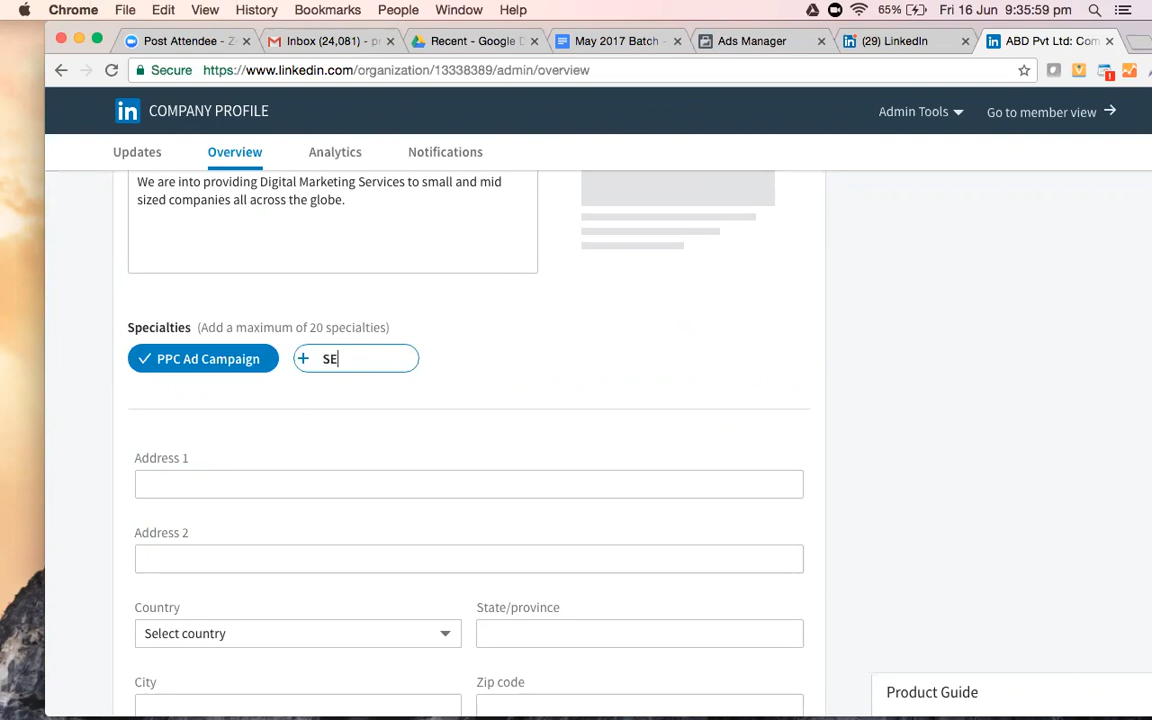 Chrome File Edit View History Bookmarks People Window Help 65% Fri 16 Jun 9:35:59 pm
Post Attendee - Z Inbox (24,081) - p Recent - Google D May 2017 Batch - Ads Manager (29) LinkedIn ABD Pvt Ltd: Com
Secure https://www.linkedin.com/organization/13338389/admin/overview
in COMPANY PROFILE Admin Tools Go to member view
Updates Overview Analytics Notifications
We are into providing Digital Marketing Services to small and mid
sized companies all across the globe.
Specialties (Add a maximum of 20 specialties)
PPC Ad Campaign + SE
Address 1
Address 2
Country State/province
Select country
City Zip code
Product Guide